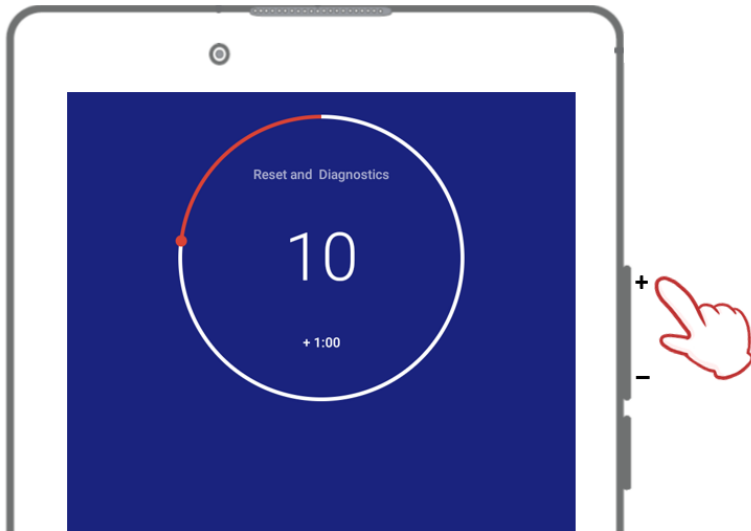 Reset and Diagnostics
10
+ 1:00
+
−